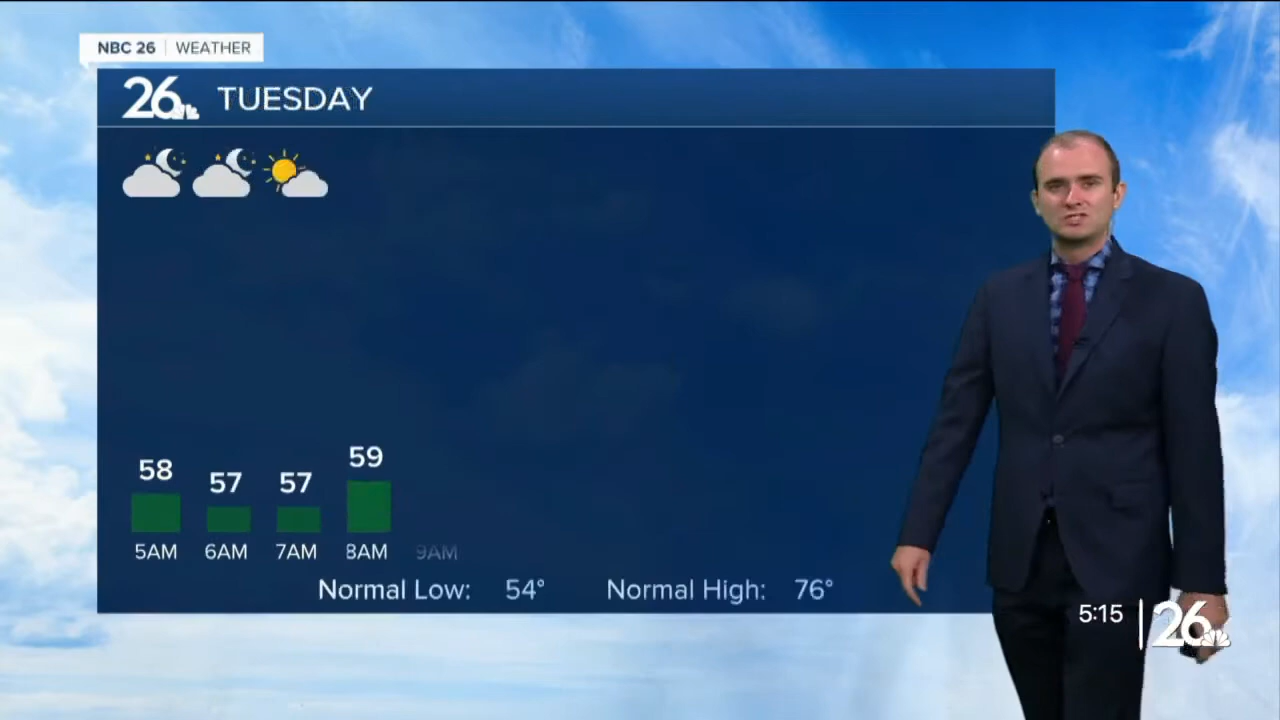 NBC 26 | WEATHER
26 TUESDAY
58 57 57 59
5AM 6AM 7AM 8AM 9AM
Normal Low: 54° Normal High: 76°
5:15 | 26